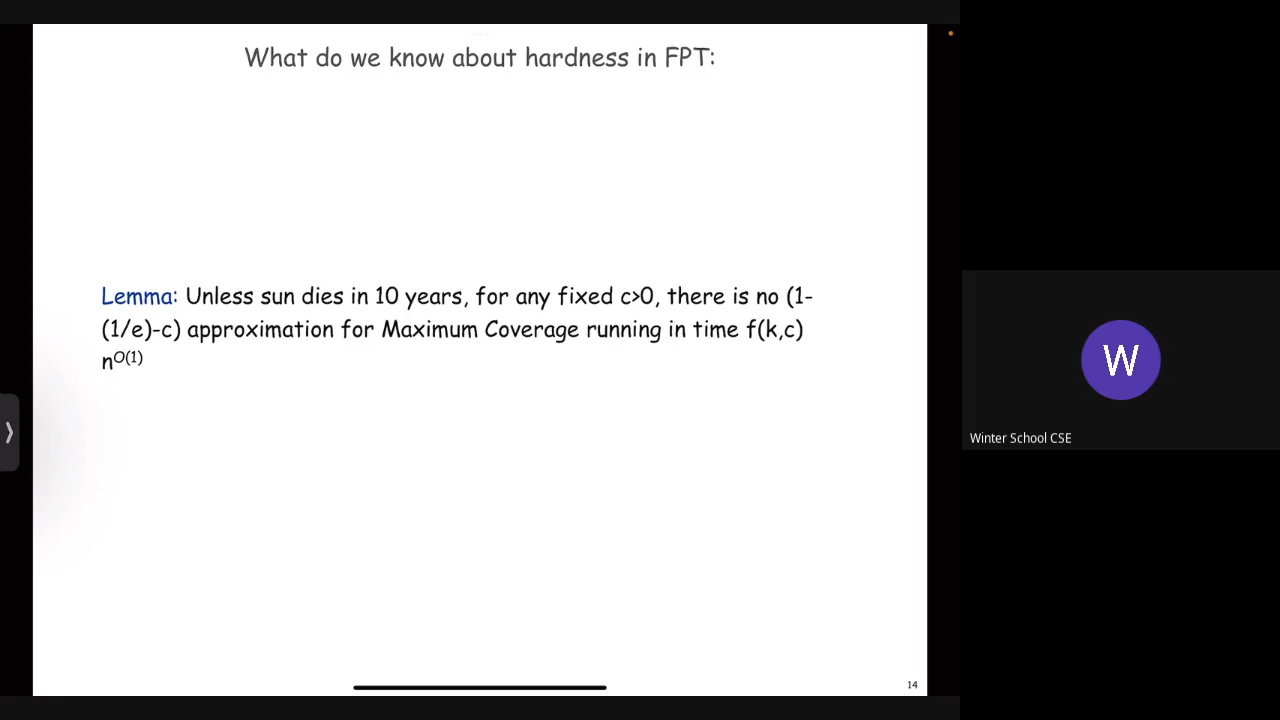 What do we know about hardness in FPT:
Lemma: Unless sun dies in 10 years, for any fixed c>0, there is no (1-
(1/e)-c) approximation for Maximum Coverage running in time f(k,c)
n^O(1)
W
Winter School CSE
14